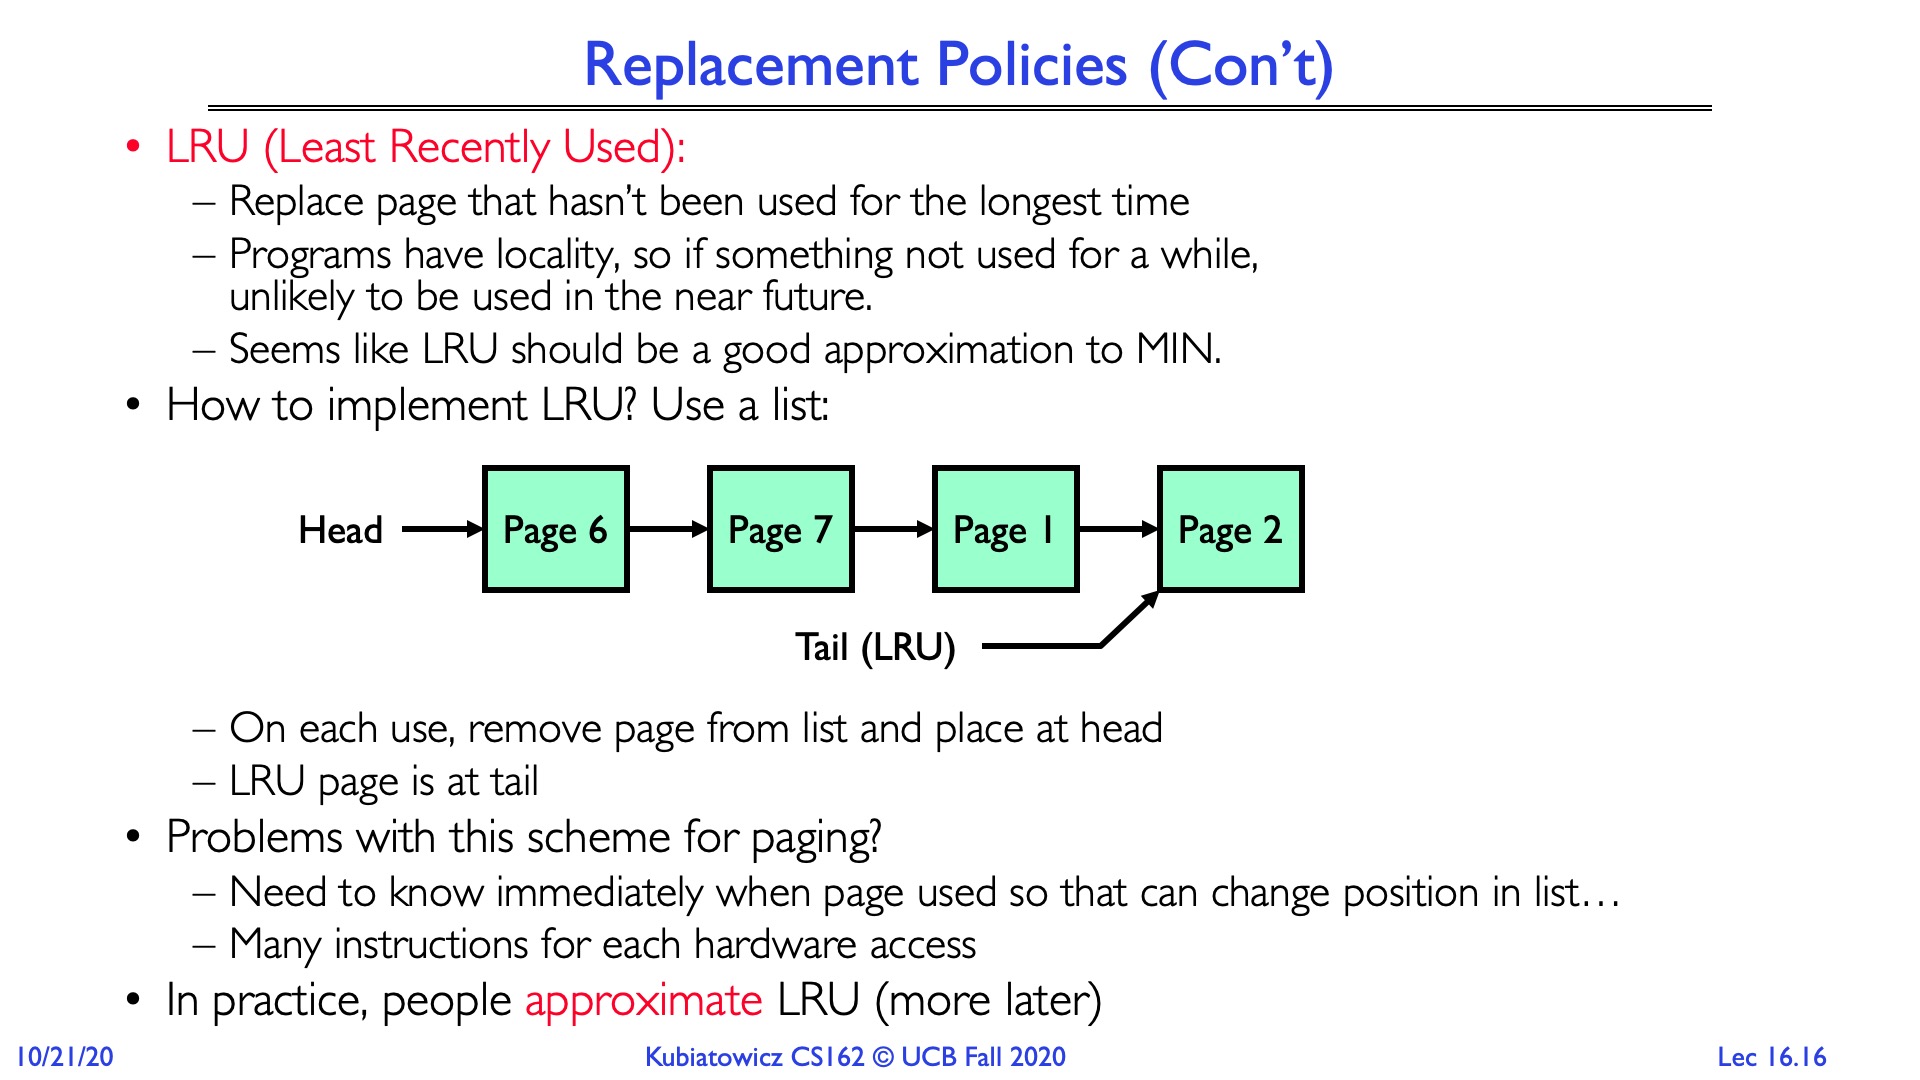 Replacement Policies (Con’t)
• LRU (Least Recently Used):
– Replace page that hasn’t been used for the longest time
– Programs have locality, so if something not used for a while,
unlikely to be used in the near future.
– Seems like LRU should be a good approximation to MIN.
• How to implement LRU? Use a list:
Head Page 6 Page 7 Page 1 Page 2
Tail (LRU)
– On each use, remove page from list and place at head
– LRU page is at tail
• Problems with this scheme for paging?
– Need to know immediately when page used so that can change position in list…
– Many instructions for each hardware access
• In practice, people approximate LRU (more later)
10/21/20 Kubiatowicz CS162 © UCB Fall 2020 Lec 16.16